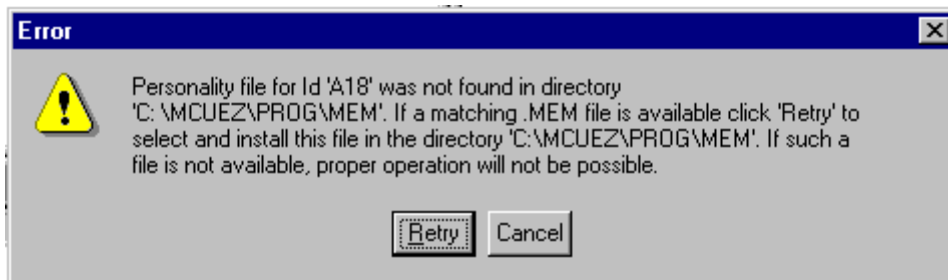 Error
Personality file for Id 'A18' was not found in directory
'C: \MCUEZ\PROG\MEM'. If a matching .MEM file is available click 'Retry' to
select and install this file in the directory 'C:\MCUEZ\PROG\MEM'. If such a
file is not available, proper operation will not be possible.
Retry Cancel